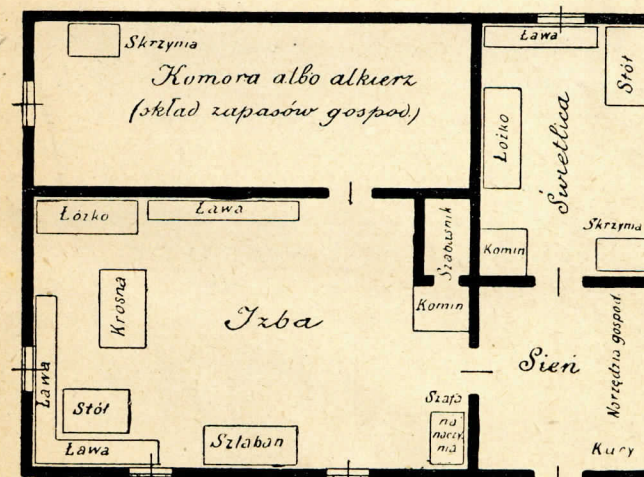 Skrzynia
Komora albo alkierz
(skład zapasów gospod.)
Łóżko
Ława
Szabaśnik
Komin
Krosna
Izba
Ława
Stół
Ława
Szlaban
Szafa
na
naczy
nia
Ława
Stół
Łóżko
Świetlica
Skrzynia
Komin
Sień
Narzędzia gospod.
Kury